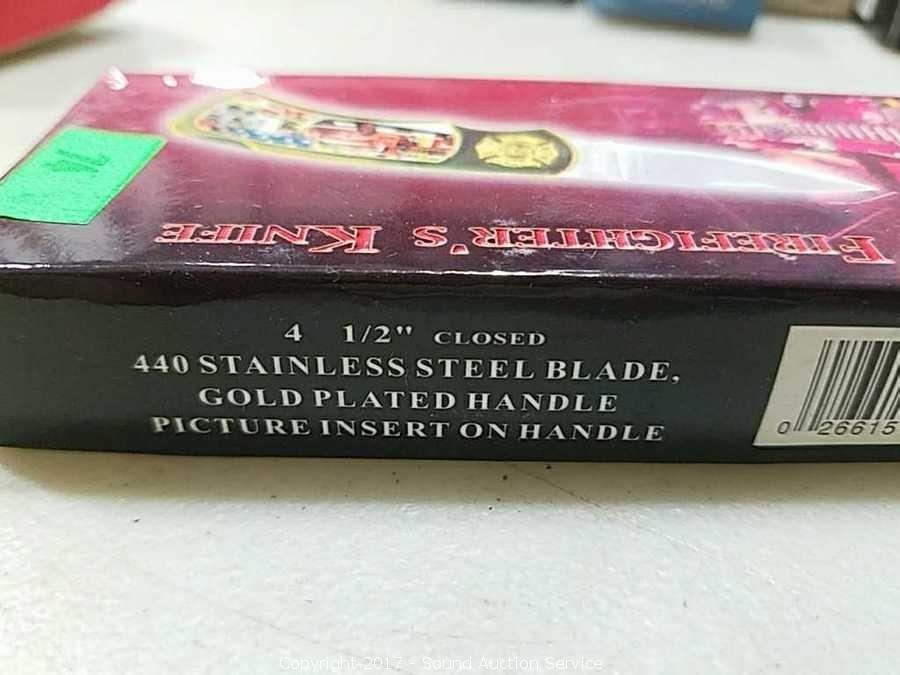 FIREFIGHTER'S KNIFE
4 1/2" CLOSED
440 STAINLESS STEEL BLADE,
GOLD PLATED HANDLE
PICTURE INSERT ON HANDLE
0 26615
Copyright 2017 - Sound Auction Service